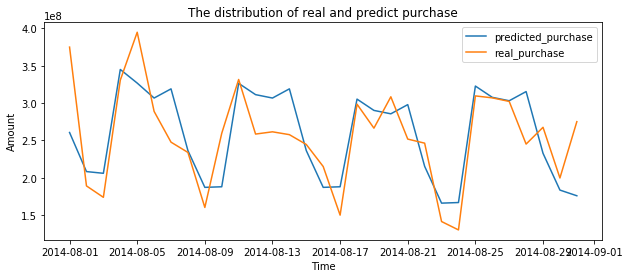 The distribution of real and predict purchase
1e8
predicted_purchase
real_purchase
4.0
3.5
3.0
2.5
2.0
1.5
Amount
2014-08-01 2014-08-05 2014-08-09 2014-08-13 2014-08-17 2014-08-21 2014-08-25 2014-08-29 2014-09-01
Time